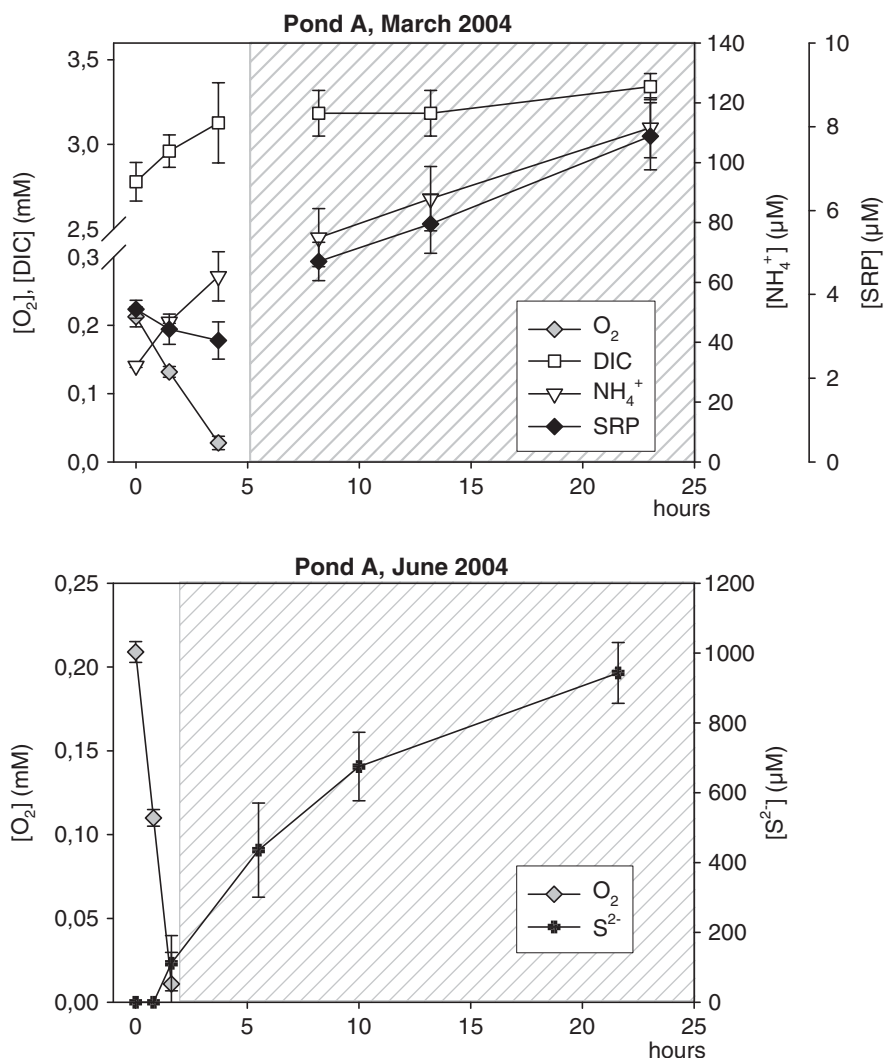 Pond A, March 2004
[O₂], [DIC] (mM)
3,5
3,0
2,5
0,3
0,2
0,1
0,0
140
120
100
80
60
40
20
0
[NH₄⁺] (µM)
10
8
6
4
2
0
[SRP] (µM)
O₂
DIC
NH₄⁺
SRP
0 5 10 15 20 25
hours
Pond A, June 2004
[O₂] (mM)
0,25
0,20
0,15
0,10
0,05
0,00
1200
1000
800
600
400
200
0
[S²⁻] (µM)
O₂
S²⁻
0 5 10 15 20 25
hours